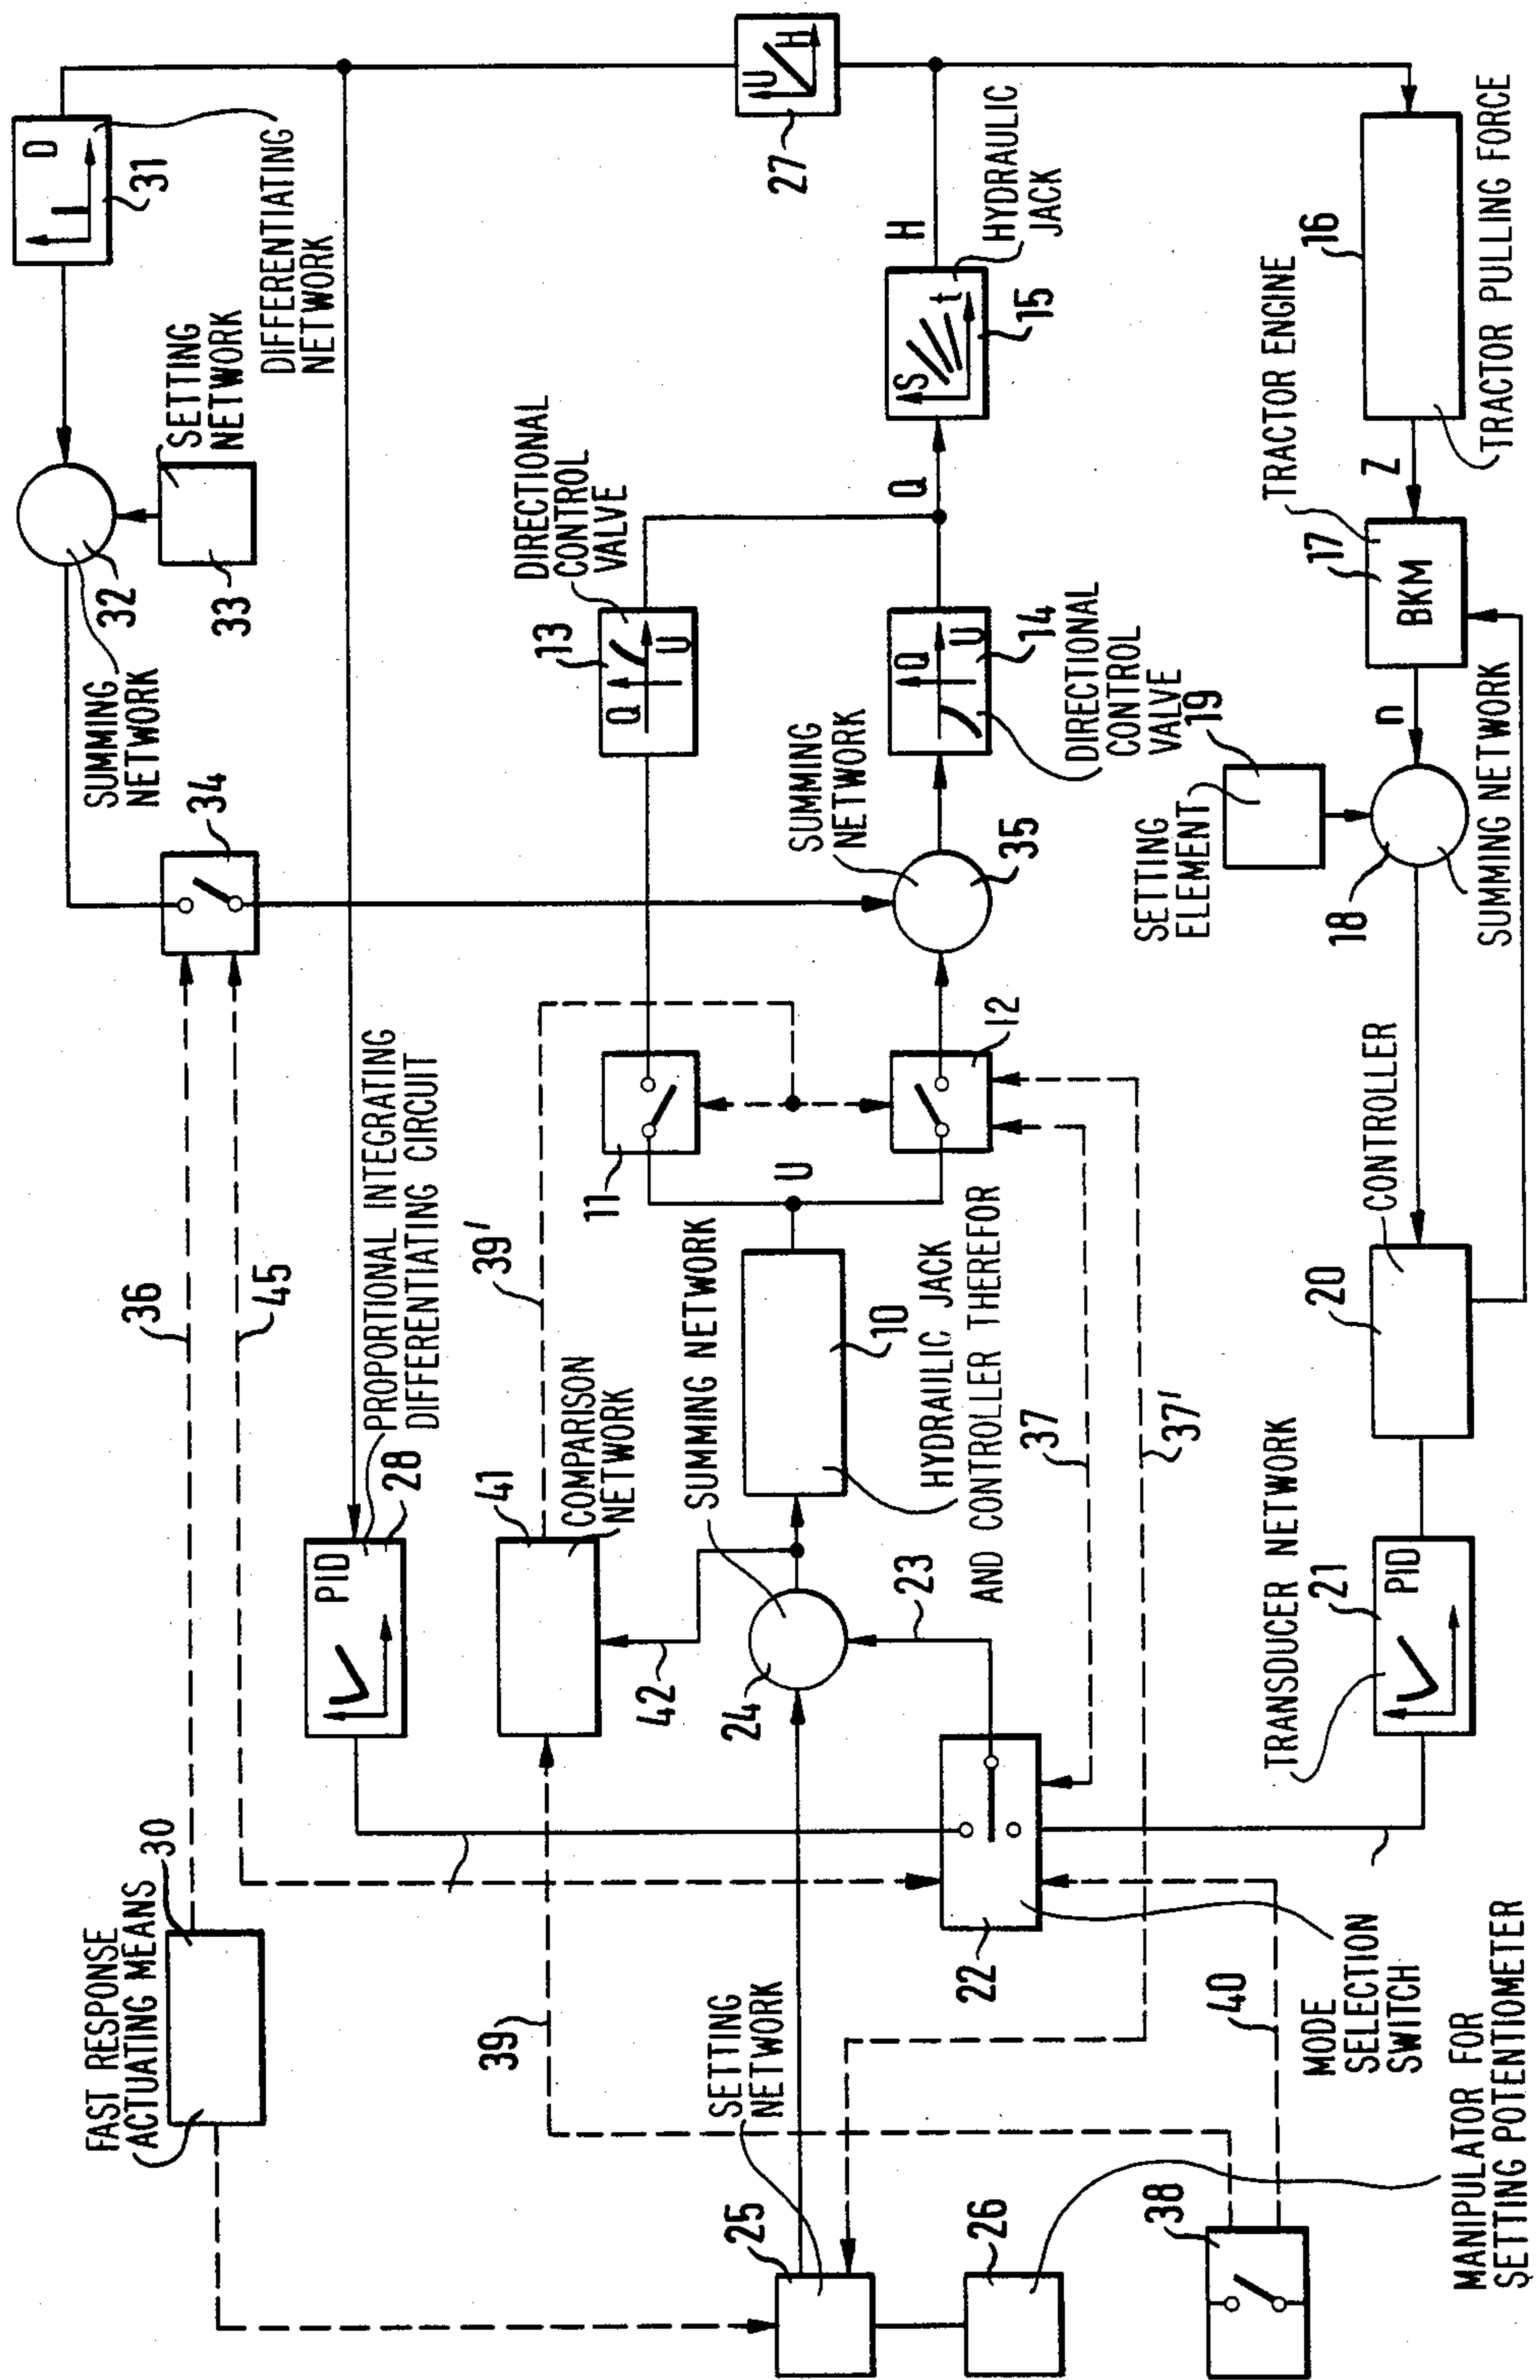 FAST RESPONSE
ACTUATING MEANS
30
36
45
34
SUMMING
NETWORK
32
33
SETTING
NETWORK
D
31
DIFFERENTIATING
NETWORK
PID
28
PROPORTIONAL INTEGRATING
DIFFERENTIATING CIRCUIT
39
41
COMPARISON
NETWORK
39'
42
11
13
Q
U
DIRECTIONAL
CONTROL
VALVE
SETTING
NETWORK
25
24
SUMMING NETWORK
23
10
HYDRAULIC JACK
AND CONTROLLER THEREFOR
U
12
SUMMING
NETWORK
35
Q
U
14
DIRECTIONAL
CONTROL
VALVE
Q
S
t
15
HYDRAULIC
JACK
H
U
H
27
26
22
MODE
SELECTION
SWITCH
37
37'
38
40
MANIPULATOR FOR
SETTING POTENTIOMETER
TRANSDUCER NETWORK
21
PID
20
CONTROLLER
SETTING
ELEMENT
19
18
SUMMING NETWORK
n
17
BKM
TRACTOR ENGINE
Z
16
TRACTOR PULLING FORCE